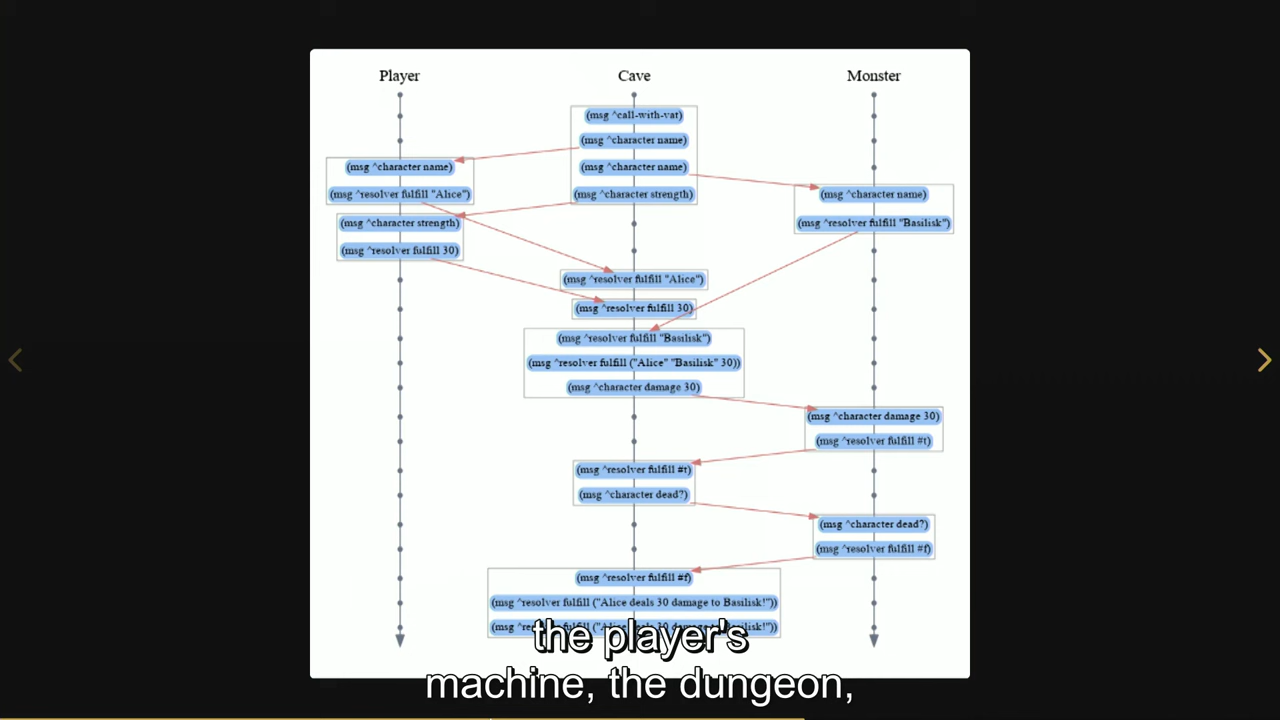 Player Cave Monster
(msg ^call-with-vat)
(msg ^character name)
(msg ^character name) (msg ^character name)
(msg ^resolver fulfill "Alice") (msg ^character strength) (msg ^character name)
(msg ^character strength) (msg ^resolver fulfill "Basilisk")
(msg ^resolver fulfill 30)
(msg ^resolver fulfill "Alice")
(msg ^resolver fulfill 30)
(msg ^resolver fulfill "Basilisk")
(msg ^resolver fulfill ("Alice" "Basilisk" 30))
(msg ^character damage 30)
(msg ^character damage 30)
(msg ^resolver fulfill #t)
(msg ^resolver fulfill #t)
(msg ^character dead?)
(msg ^character dead?)
(msg ^resolver fulfill #f)
(msg ^resolver fulfill #f)
(msg ^resolver fulfill ("Alice deals 30 damage to Basilisk!"))
the player's
machine, the dungeon,